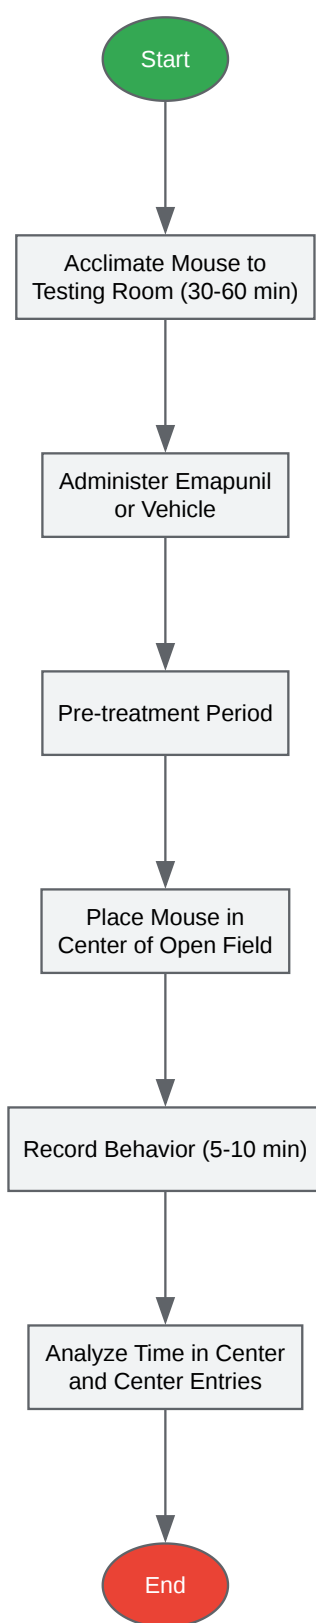 Start
Acclimate Mouse to
Testing Room (30-60 min)
Administer Emapunil
or Vehicle
Pre-treatment Period
Place Mouse in
Center of Open Field
Record Behavior (5-10 min)
Analyze Time in Center
and Center Entries
End